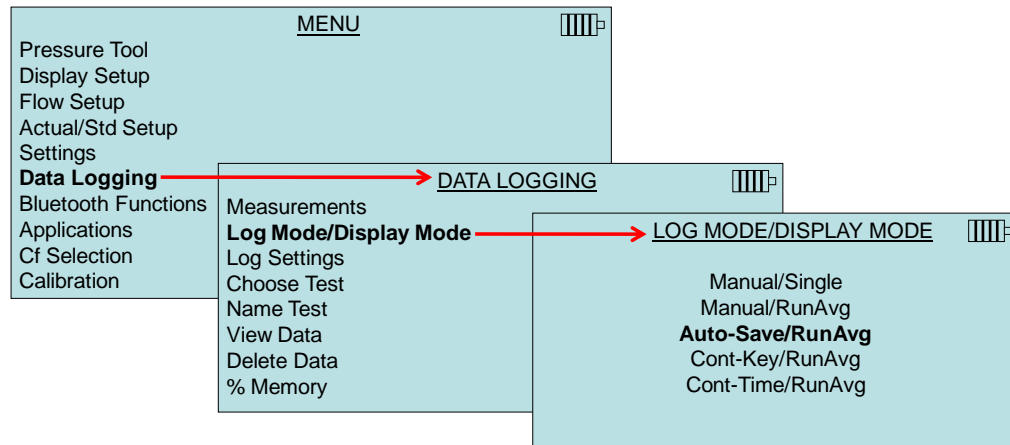 MENU
Pressure Tool
Display Setup
Flow Setup
Actual/Std Setup
Settings
Data Logging
Bluetooth Functions
Applications
Cf Selection
Calibration
DATA LOGGING
Measurements
Log Mode/Display Mode
Log Settings
Choose Test
Name Test
View Data
Delete Data
% Memory
LOG MODE/DISPLAY MODE
Manual/Single
Manual/RunAvg
Auto-Save/RunAvg
Cont-Key/RunAvg
Cont-Time/RunAvg